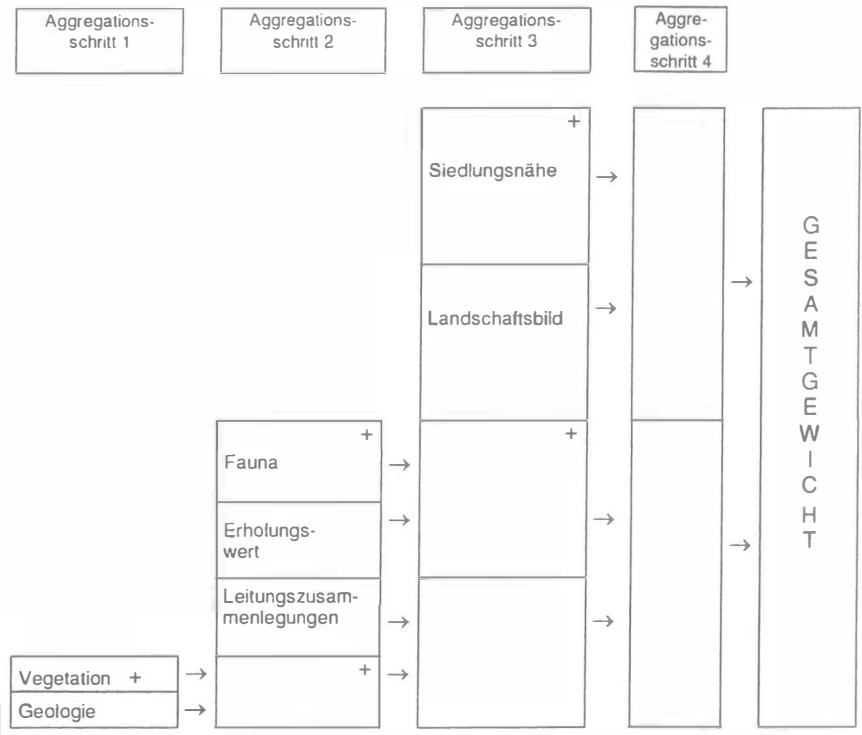 Aggregations-
schritt 1
Aggregations-
schritt 2
Aggregations-
schritt 3
Aggre-
gations-
schritt 4
+
Siedlungsnähe →
Landschaftsbild →
→
G
E
S
A
M
T
G
E
W
I
C
H
T
+
Fauna →
+
Erholungs-
wert
→
→
→
Leitungszusam-
menlegungen →
→
Vegetation + →
+
→
Geologie →